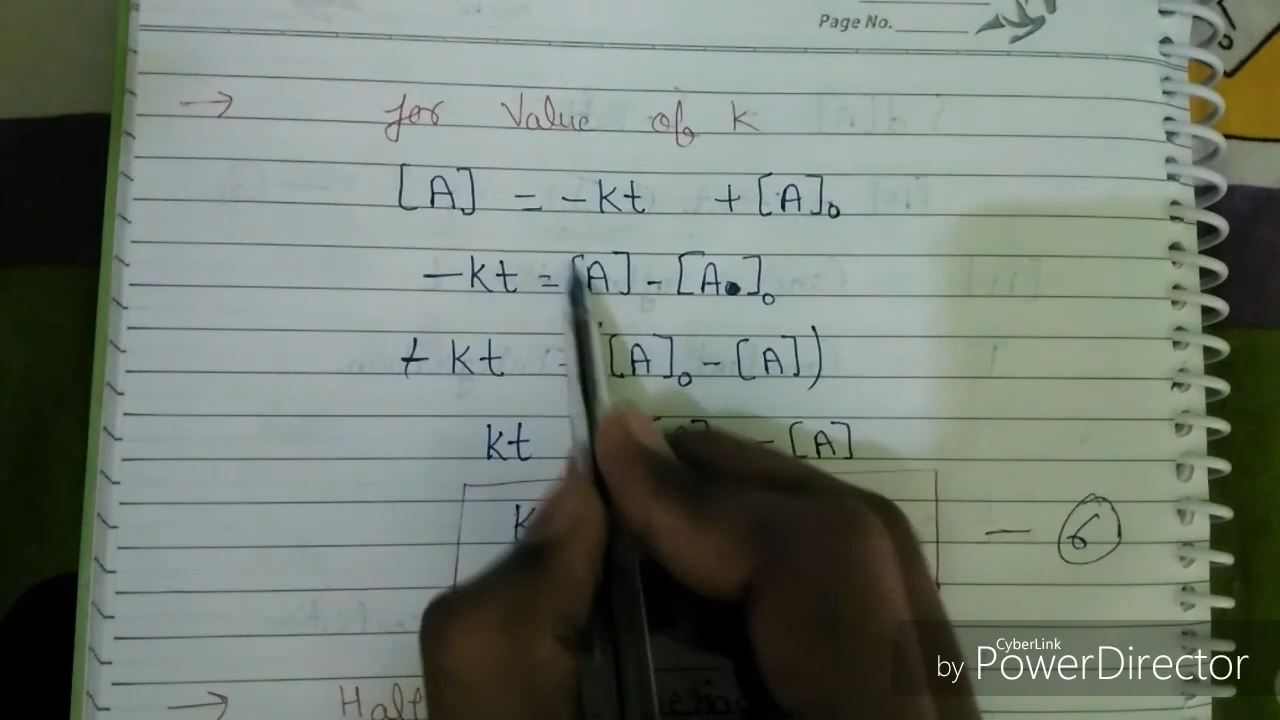 Page No.
→ for Value of K
[A] = -Kt + [A]₀
-Kt = [A] - [A]₀
+ Kt = [A]₀ - [A])
Kt - [A]
K - 6
→ Half
CyberLink
by PowerDirector